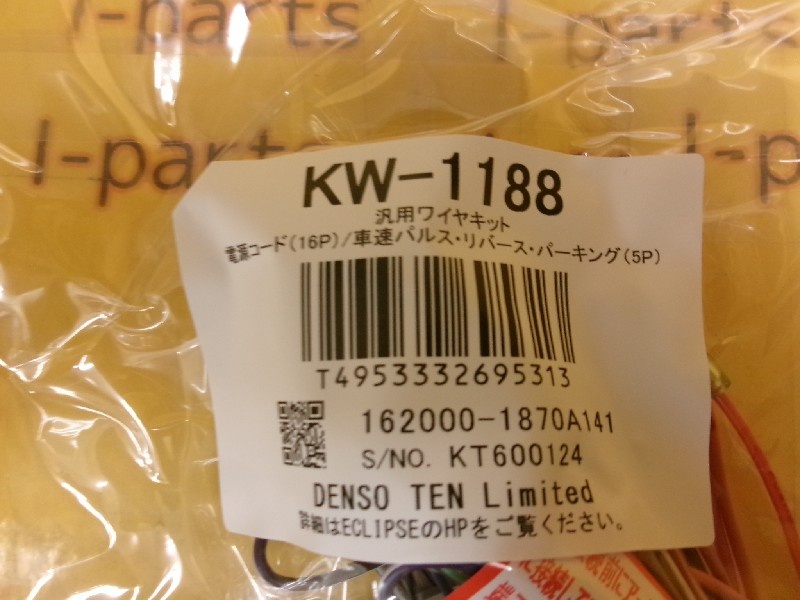 I-parts
I-parts
I-parts
KW-1188
汎用ワイヤキット
電源コード(16P)/車速パルス・リバース・パーキング(5P)
T4953332695313
162000-1870A141
S/NO. KT600124
DENSO TEN Limited
詳細はECLIPSEのHPをご覧ください。